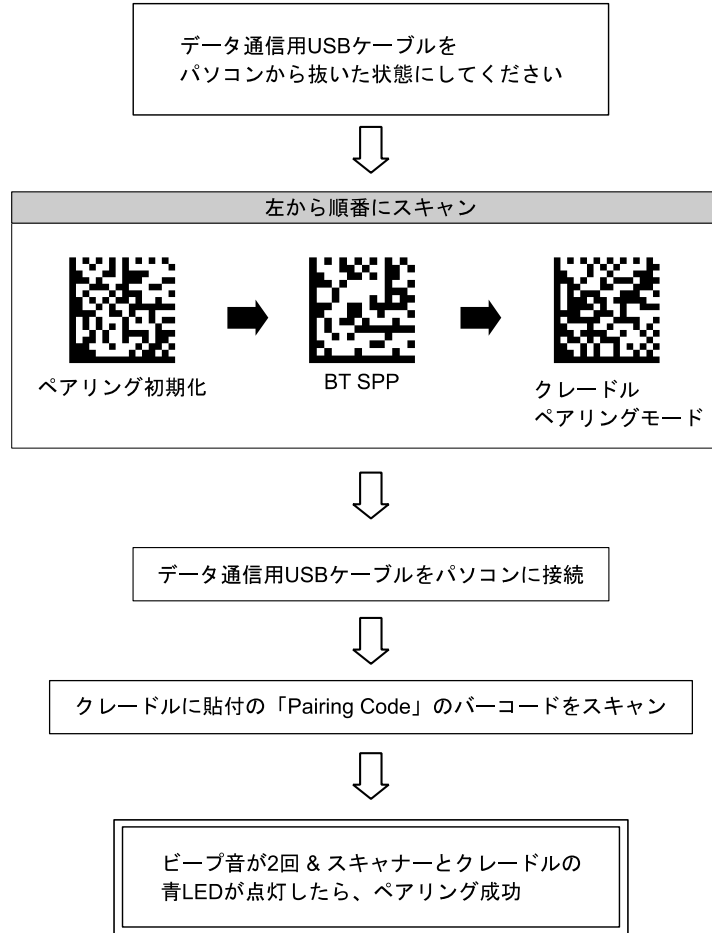 データ通信用USBケーブルを
パソコンから抜いた状態にしてください
左から順番にスキャン
ペアリング初期化
BT SPP
クレードル
ペアリングモード
データ通信用USBケーブルをパソコンに接続
クレードルに貼付の「Pairing Code」のバーコードをスキャン
ビープ音が2回 & スキャナーとクレードルの
青LEDが点灯したら、ペアリング成功